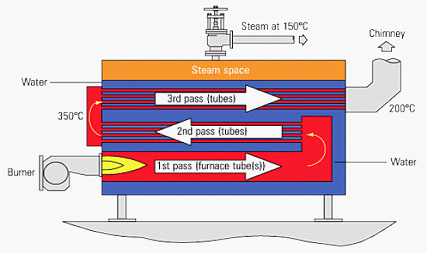 Steam at 150°C
Chimney
Steam space
Water
3rd pass (tubes)
350°C
200°C
2nd pass (tubes)
Burner
1st pass (furnace tube(s))
Water